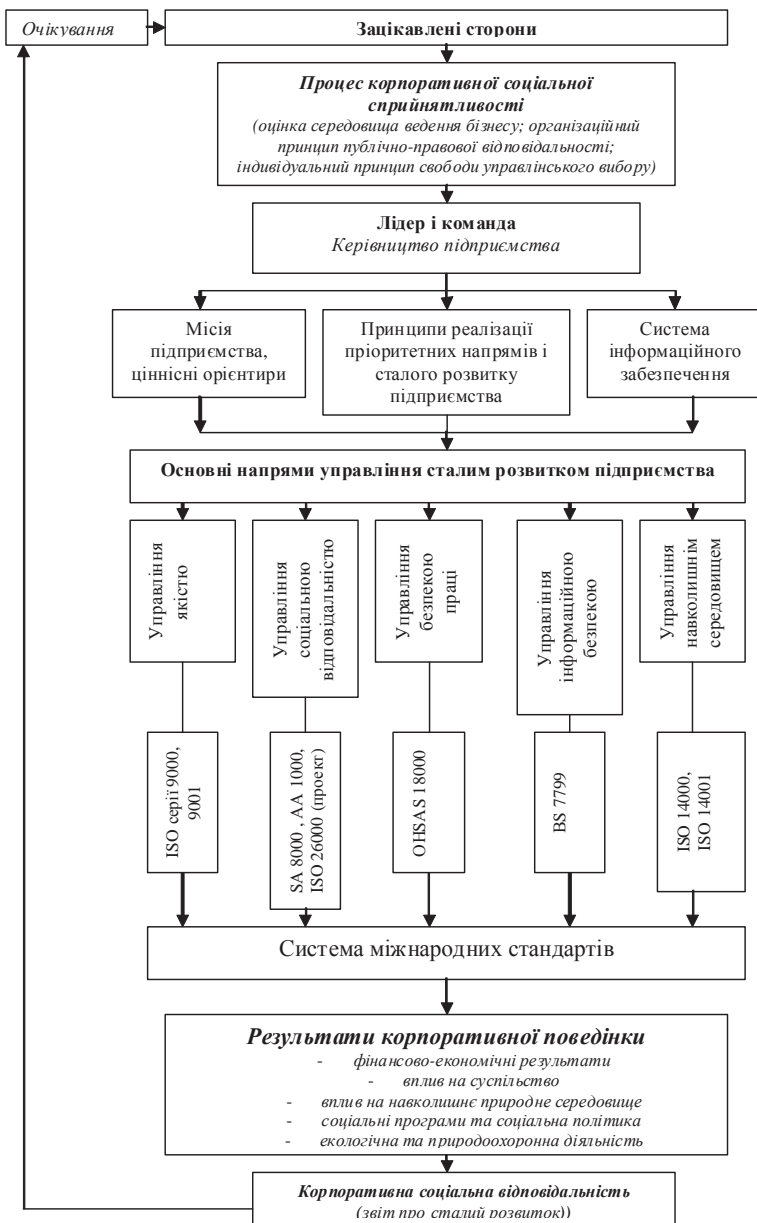 Очікування
Зацікавлені сторони
Процес корпоративної соціальної
сприйнятливості
(оцінка середовища ведення бізнесу; організаційний
принцип публічно-правової відповідальності;
індивідуальний принцип свободи управлінського вибору)
Лідер і команда
Керівництво підприємства
Місія
підприємства,
ціннісні орієнтири
Принципи реалізації
пріоритетних напрямів і
сталого розвитку
підприємства
Система
інформаційного
забезпечення
Основні напрями управління сталим розвитком підприємства
Управління
якістю
Управління
соціальною
відповідальністю
Управління
безпекою
праці
Управління
інформаційною
безпекою
Управління
навколишнім
середовищем
ISO серії 9000,
9001
SA 8000 , AA 1000,
ISO 26000 (проект)
OHSAS 18000
BS 7799
ISO 14000,
ISO 14001
Система міжнародних стандартів
Результати корпоративної поведінки
- фінансово-економічні результати
- вплив на суспільство
- вплив на навколишнє природне середовище
- соціальні програми та соціальна політика
- екологічна та природоохоронна діяльність
Корпоративна соціальна відповідальність
(звіт про сталий розвиток))